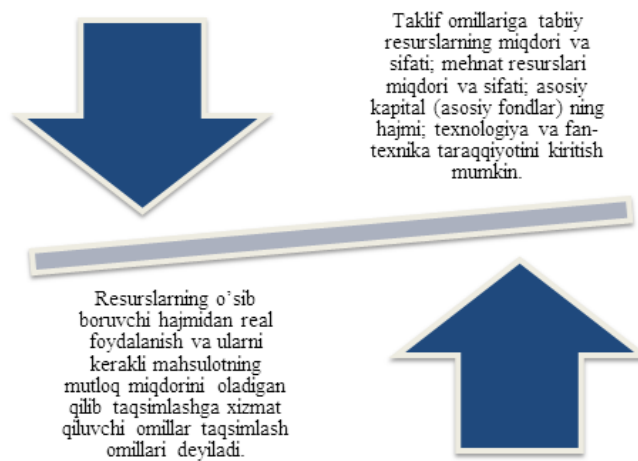 Taklif omillariga tabiiy
resurslarning miqdori va
sifati; mehnat resurslari
miqdori va sifati; asosiy
kapital (asosiy fondlar) ning
hajmi; texnologiya va fan-
texnika taraqqiyotini kiritish
mumkin.
Resurslarning o’sib
boruvchi hajmidan real
foydalanish va ularni
kerakli mahsulotning
mutloq miqdorini oladigan
qilib taqsimlashga xizmat
qiluvchi omillar taqsimlash
omillari deyiladi.